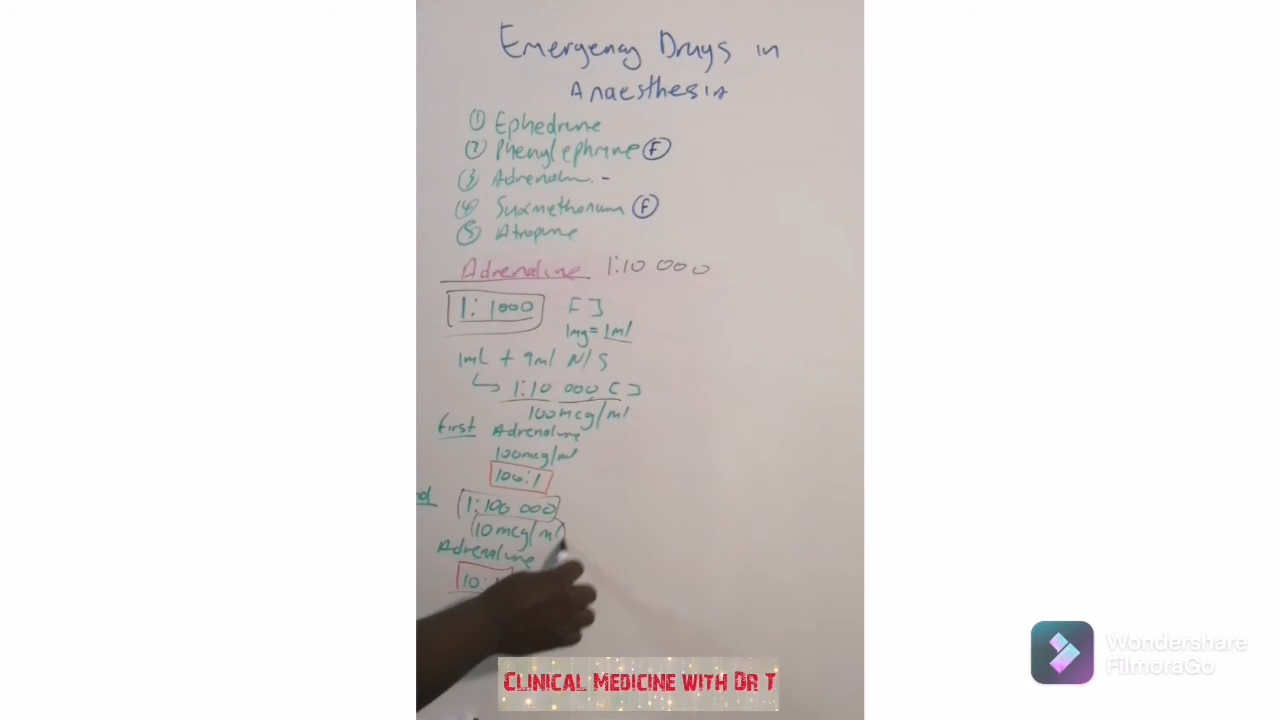 Emergency Drugs in
Anaesthesia
① Ephedrine
② Phenylephrine Ⓕ
③ Adrenalin. -
④ Suxmethonium Ⓕ
⑤ Atropine
Adrenaline 1:10 000
1:1000 [ ]
1mg = 1ml
1ml + 9ml N/S
↳ 1:10 000 [ ]
100mcg/ml
First Adrenaline
100mcg/ml
100:1
1:100 000
10mcg/ml
Adrenaline
10:
CLINICAL MEDICINE WITH DR T
Wondershare
FilmoraGo